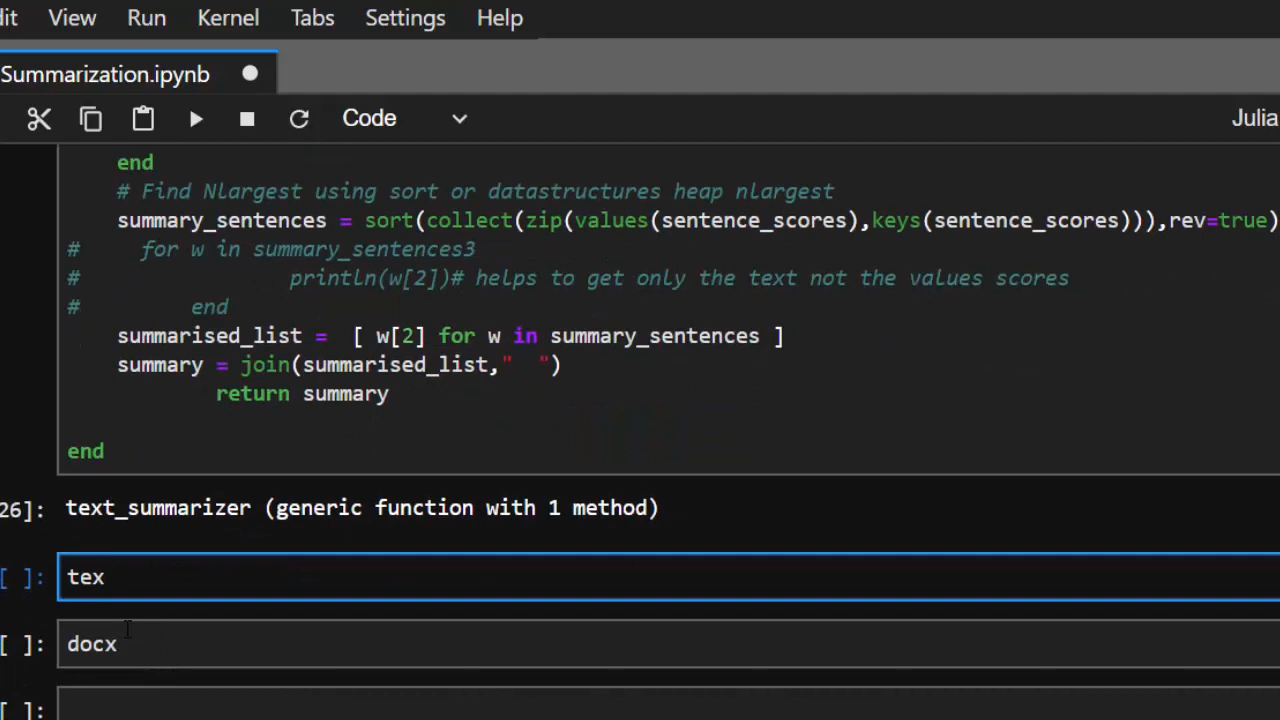 dit View Run Kernel Tabs Settings Help
Summarization.ipynb
Code Julia
end
# Find Nlargest using sort or datastructures heap nlargest
summary_sentences = sort(collect(zip(values(sentence_scores),keys(sentence_scores))),rev=true)
# for w in summary_sentences3
# println(w[2])# helps to get only the text not the values scores
# end
summarised_list = [ w[2] for w in summary_sentences ]
summary = join(summarised_list,"  ")
return summary
end
26]: text_summarizer (generic function with 1 method)
[ ]: tex
[ ]: docx
[ ]: